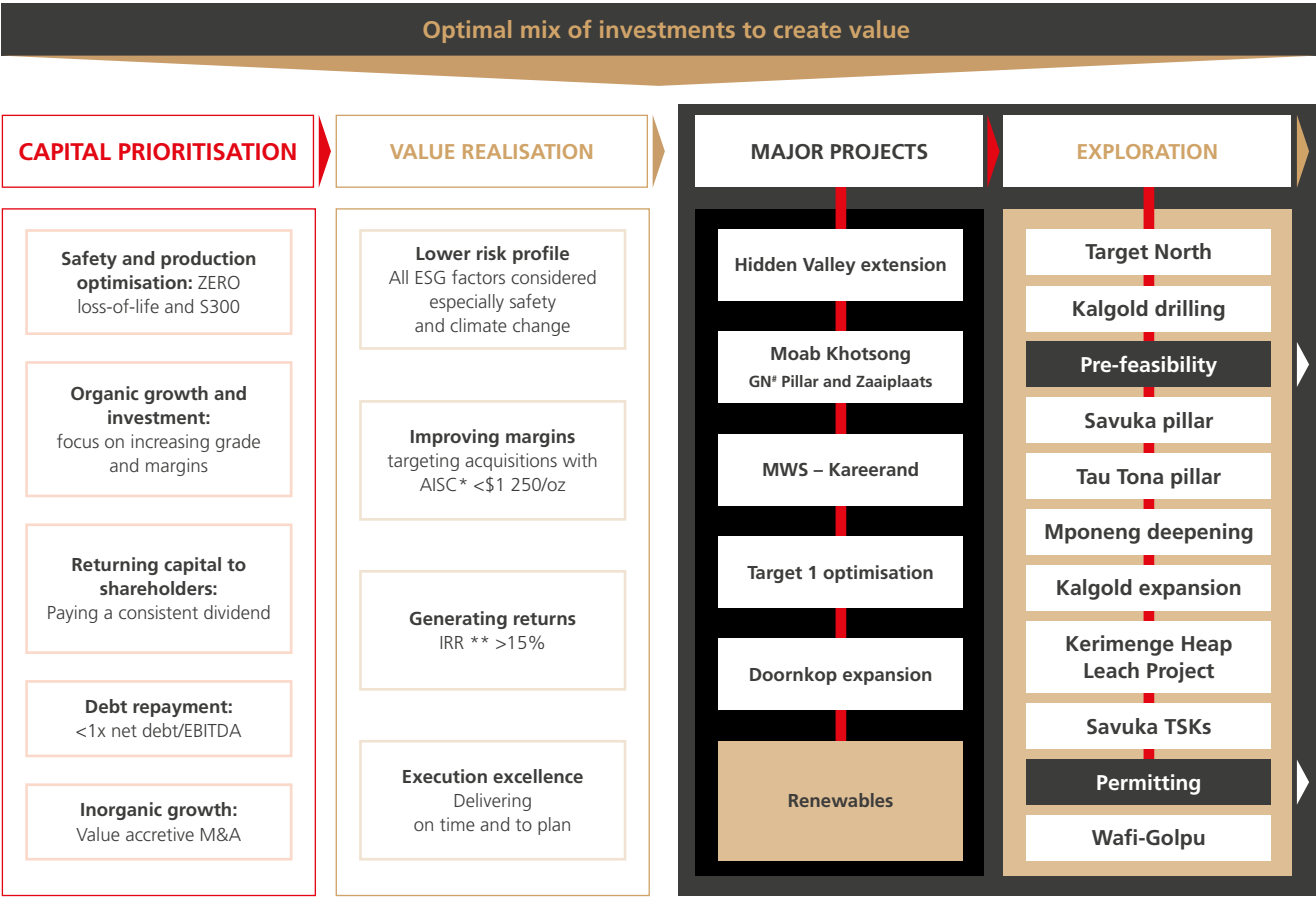 Optimal mix of investments to create value
CAPITAL PRIORITISATION
Safety and production
optimisation: ZERO
loss-of-life and S300
Organic growth and
investment:
focus on increasing grade
and margins
Returning capital to
shareholders:
Paying a consistent dividend
Debt repayment:
<1x net debt/EBITDA
Inorganic growth:
Value accretive M&A
VALUE REALISATION
Lower risk profile
All ESG factors considered
especially safety
and climate change
Improving margins
targeting acquisitions with
AISC* <$1 250/oz
Generating returns
IRR ** >15%
Execution excellence
Delivering
on time and to plan
MAJOR PROJECTS
Hidden Valley extension
Moab Khotsong
GN# Pillar and Zaaiplaats
MWS – Kareerand
Target 1 optimisation
Doornkop expansion
Renewables
EXPLORATION
Target North
Kalgold drilling
Pre-feasibility
Savuka pillar
Tau Tona pillar
Mponeng deepening
Kalgold expansion
Kerimenge Heap
Leach Project
Savuka TSKs
Permitting
Wafi-Golpu